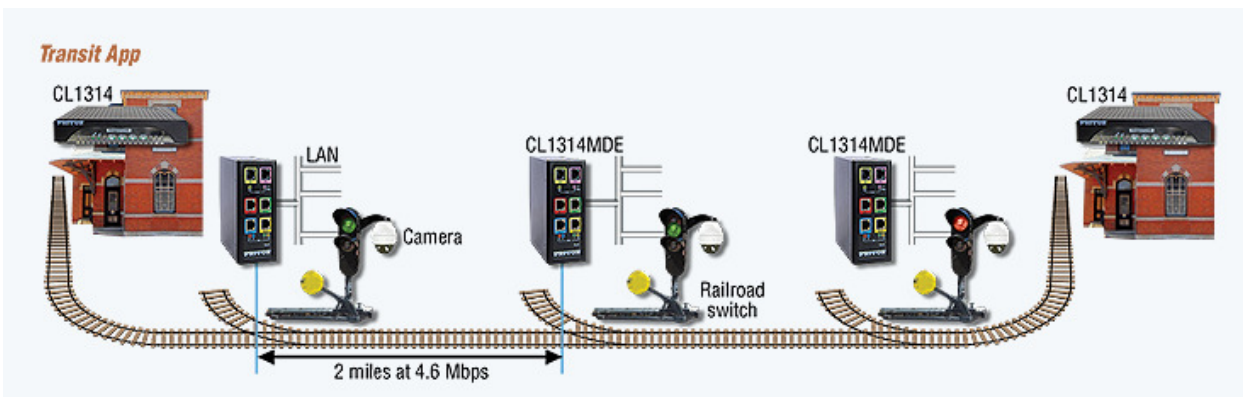 Transit App
CL1314
CL1314
LAN
CL1314MDE
CL1314MDE
Camera
Railroad
switch
2 miles at 4.6 Mbps